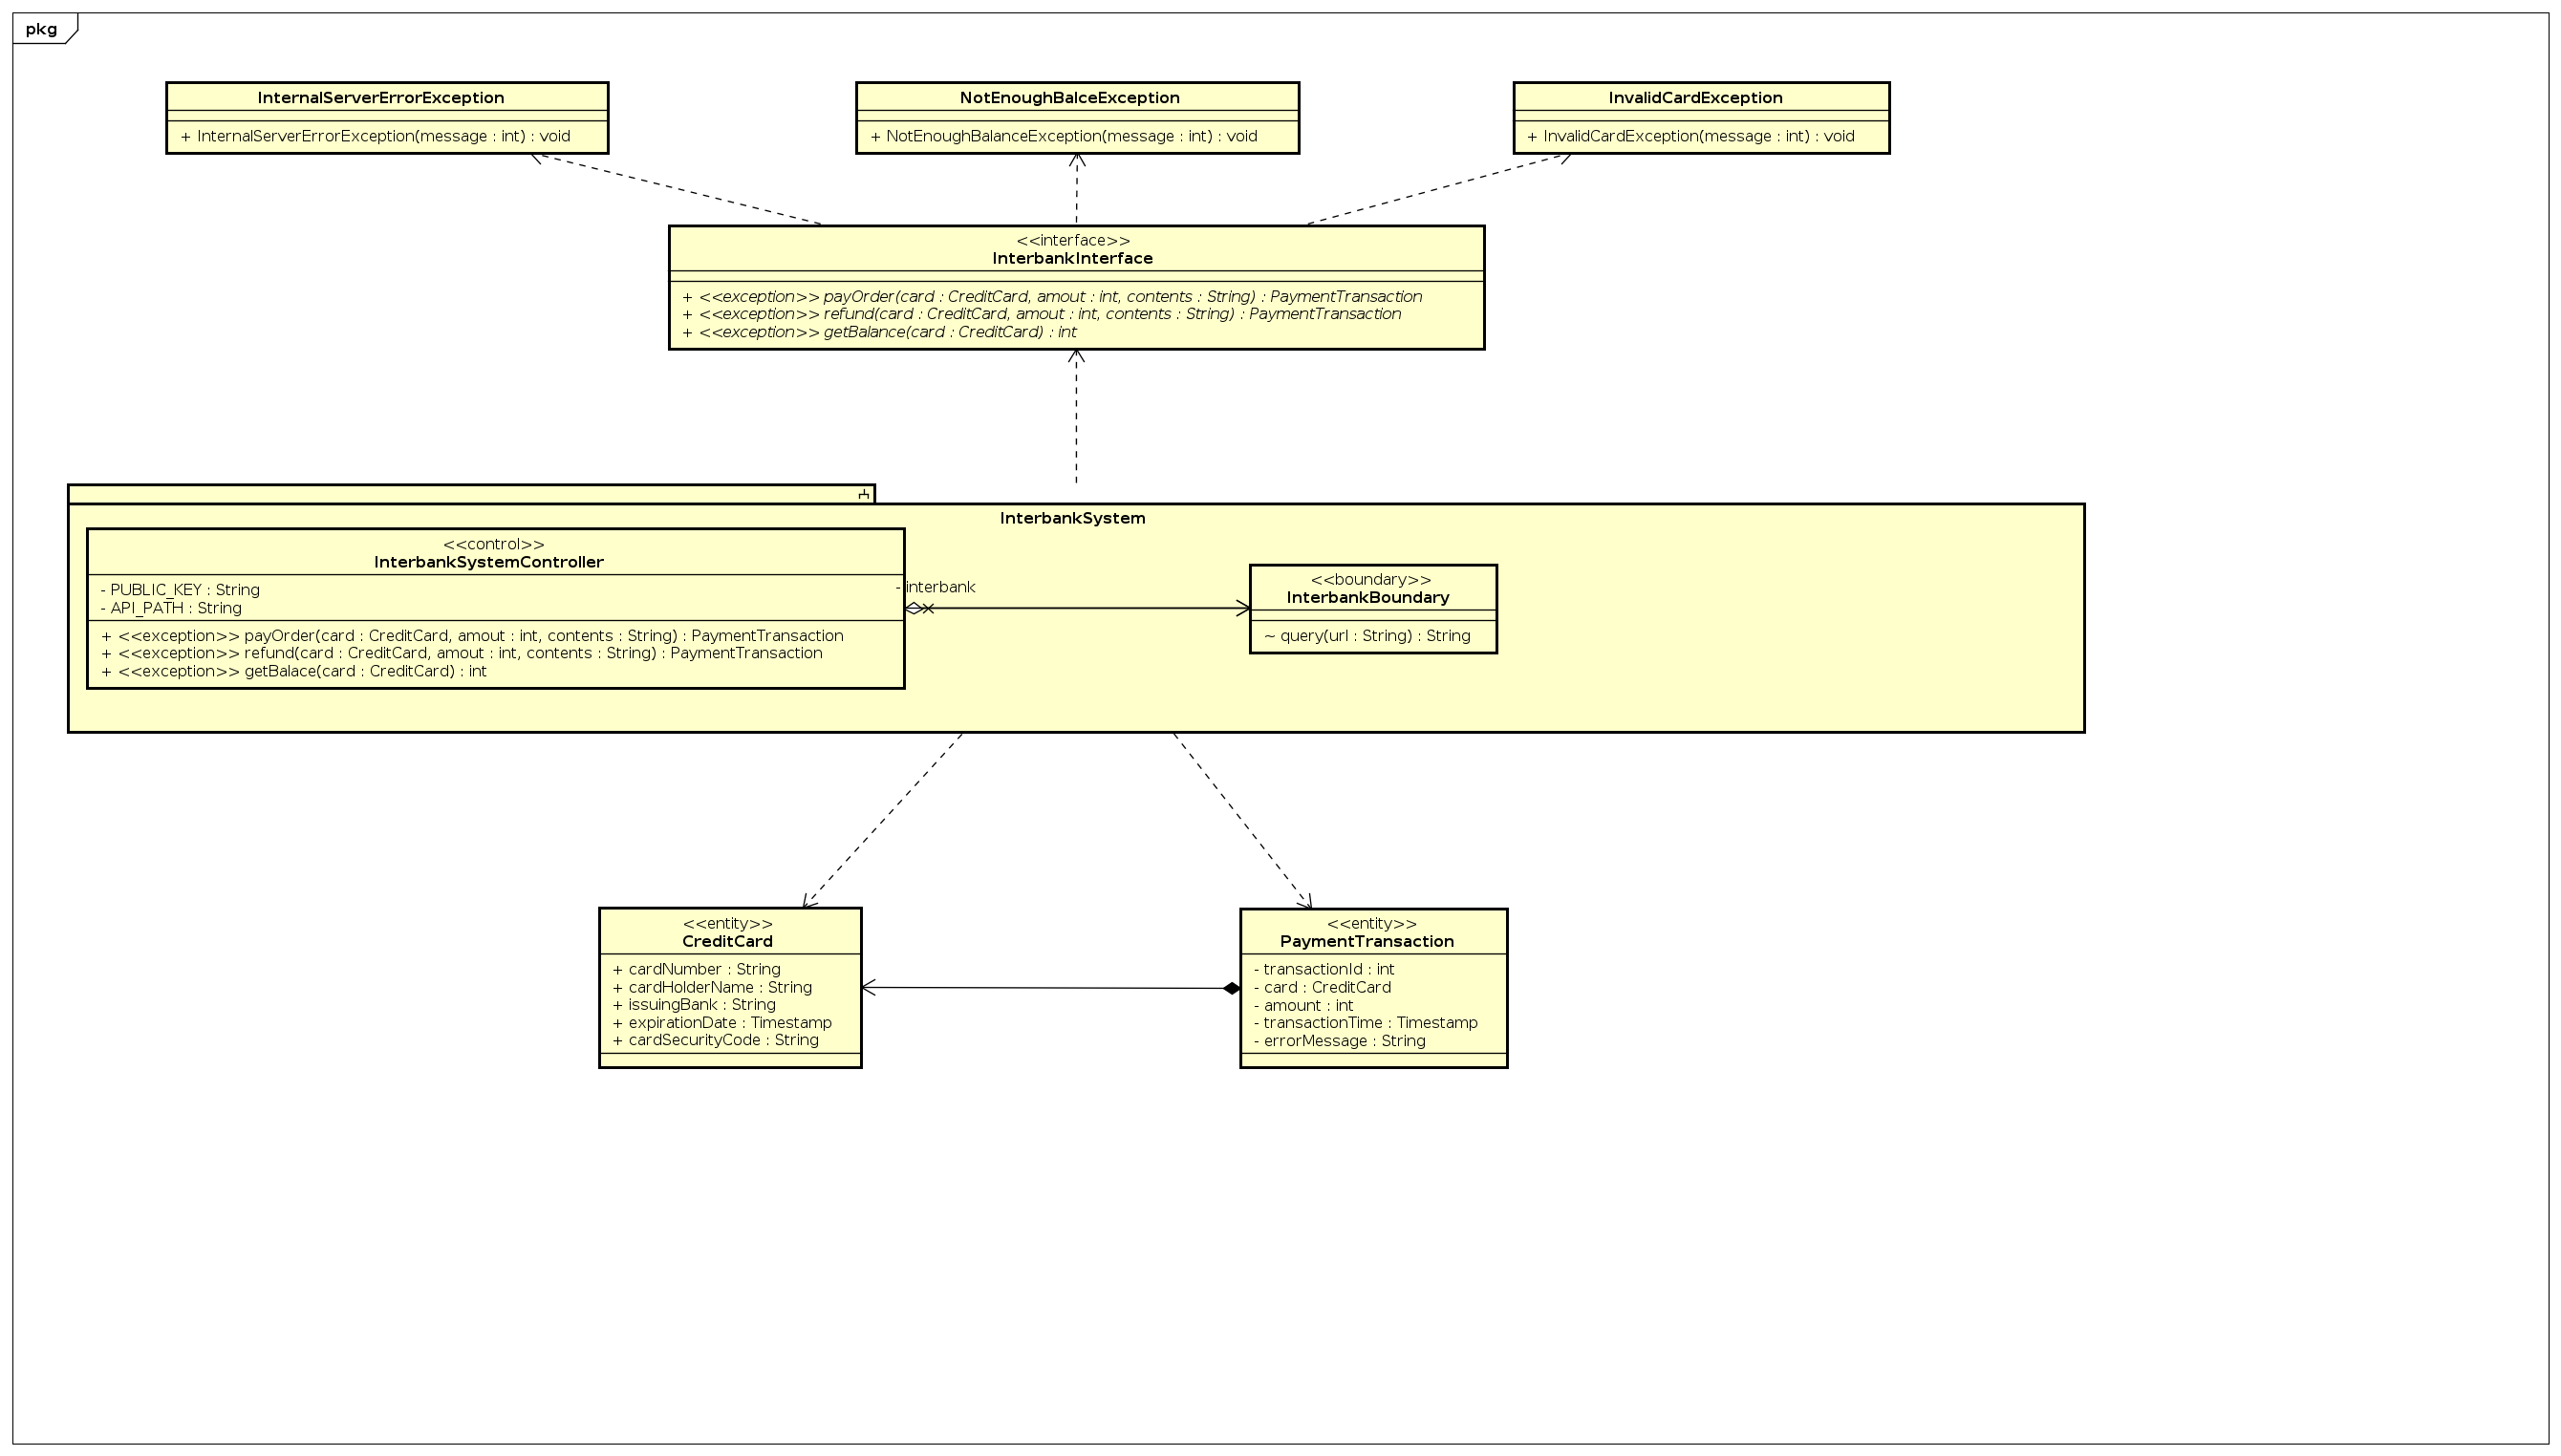 pkg
InternalServerErrorException
+ InternalServerErrorException(message : int) : void
NotEnoughBalceException
+ NotEnoughBalanceException(message : int) : void
InvalidCardException
+ InvalidCardException(message : int) : void
<<interface>>
InterbankInterface
+ <<exception>> payOrder(card : CreditCard, amout : int, contents : String) : PaymentTransaction
+ <<exception>> refund(card : CreditCard, amout : int, contents : String) : PaymentTransaction
+ <<exception>> getBalance(card : CreditCard) : int
InterbankSystem
<<control>>
InterbankSystemController
- PUBLIC_KEY : String
- API_PATH : String
+ <<exception>> payOrder(card : CreditCard, amout : int, contents : String) : PaymentTransaction
+ <<exception>> refund(card : CreditCard, amout : int, contents : String) : PaymentTransaction
+ <<exception>> getBalace(card : CreditCard) : int
- interbank
<<boundary>>
InterbankBoundary
~ query(url : String) : String
<<entity>>
CreditCard
+ cardNumber : String
+ cardHolderName : String
+ issuingBank : String
+ expirationDate : Timestamp
+ cardSecurityCode : String
<<entity>>
PaymentTransaction
- transactionId : int
- card : CreditCard
- amount : int
- transactionTime : Timestamp
- errorMessage : String